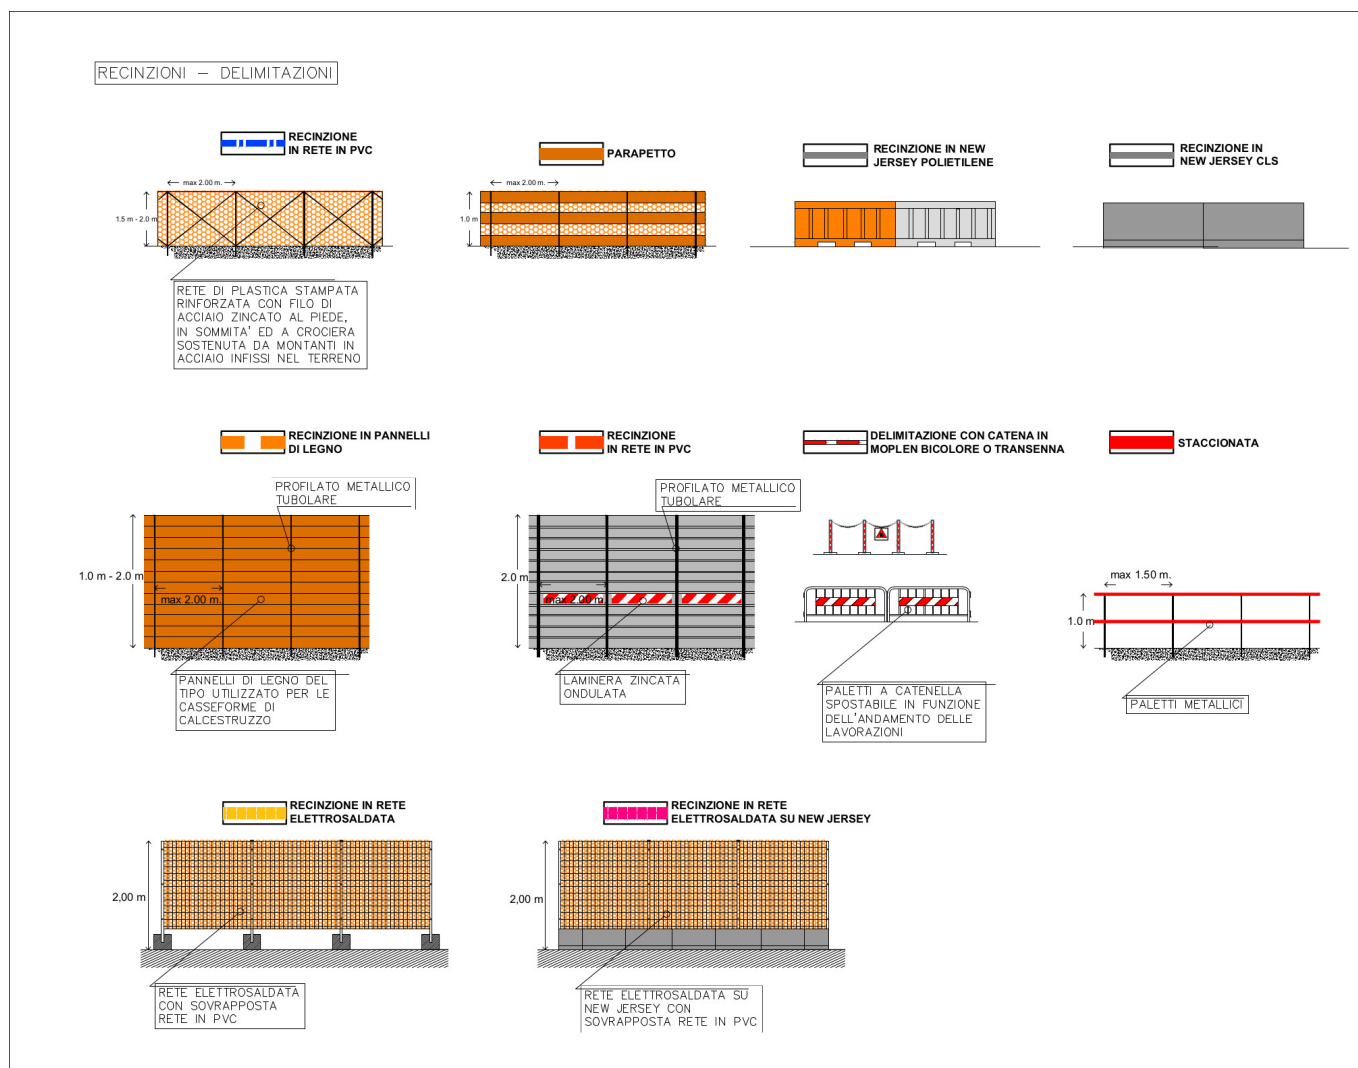 RECINZIONI – DELIMITAZIONI
RECINZIONE
IN RETE IN PVC
max 2.00 m.
1.5 m - 2.0 m
RETE DI PLASTICA STAMPATA
RINFORZATA CON FILO DI
ACCIAIO ZINCATO AL PIEDE,
IN SOMMITA' ED A CROCIERA
SOSTENUTA DA MONTANTI IN
ACCIAIO INFISSI NEL TERRENO
PARAPETTO
max 2.00 m.
1.0 m
RECINZIONE IN NEW
JERSEY POLIETILENE
RECINZIONE IN
NEW JERSEY CLS
RECINZIONE IN PANNELLI
DI LEGNO
PROFILATO METALLICO
TUBOLARE
1.0 m - 2.0 m
max 2.00 m.
PANNELLI DI LEGNO DEL
TIPO UTILIZZATO PER LE
CASSEFORME DI
CALCESTRUZZO
RECINZIONE
IN RETE IN PVC
PROFILATO METALLICO
TUBOLARE
2.0 m
max 2.00 m.
LAMINERA ZINCATA
ONDULATA
DELIMITAZIONE CON CATENA IN
MOPLEN BICOLORE O TRANSENNA
PALETTI A CATENELLA
SPOSTABILE IN FUNZIONE
DELL'ANDAMENTO DELLE
LAVORAZIONI
STACCIONATA
max 1.50 m.
1.0 m
PALETTI METALLICI
RECINZIONE IN RETE
ELETTROSALDATA
2,00 m
RETE ELETTROSALDATA
CON SOVRAPPOSTA
RETE IN PVC
RECINZIONE IN RETE
ELETTROSALDATA SU NEW JERSEY
2,00 m
RETE ELETTROSALDATA SU
NEW JERSEY CON
SOVRAPPOSTA RETE IN PVC